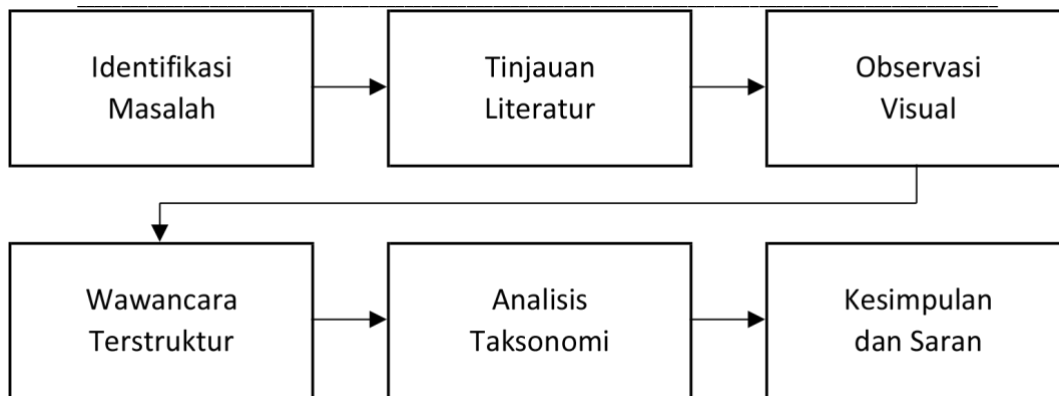 Identifikasi
Masalah
Tinjauan
Literatur
Observasi
Visual
Wawancara
Terstruktur
Analisis
Taksonomi
Kesimpulan
dan Saran